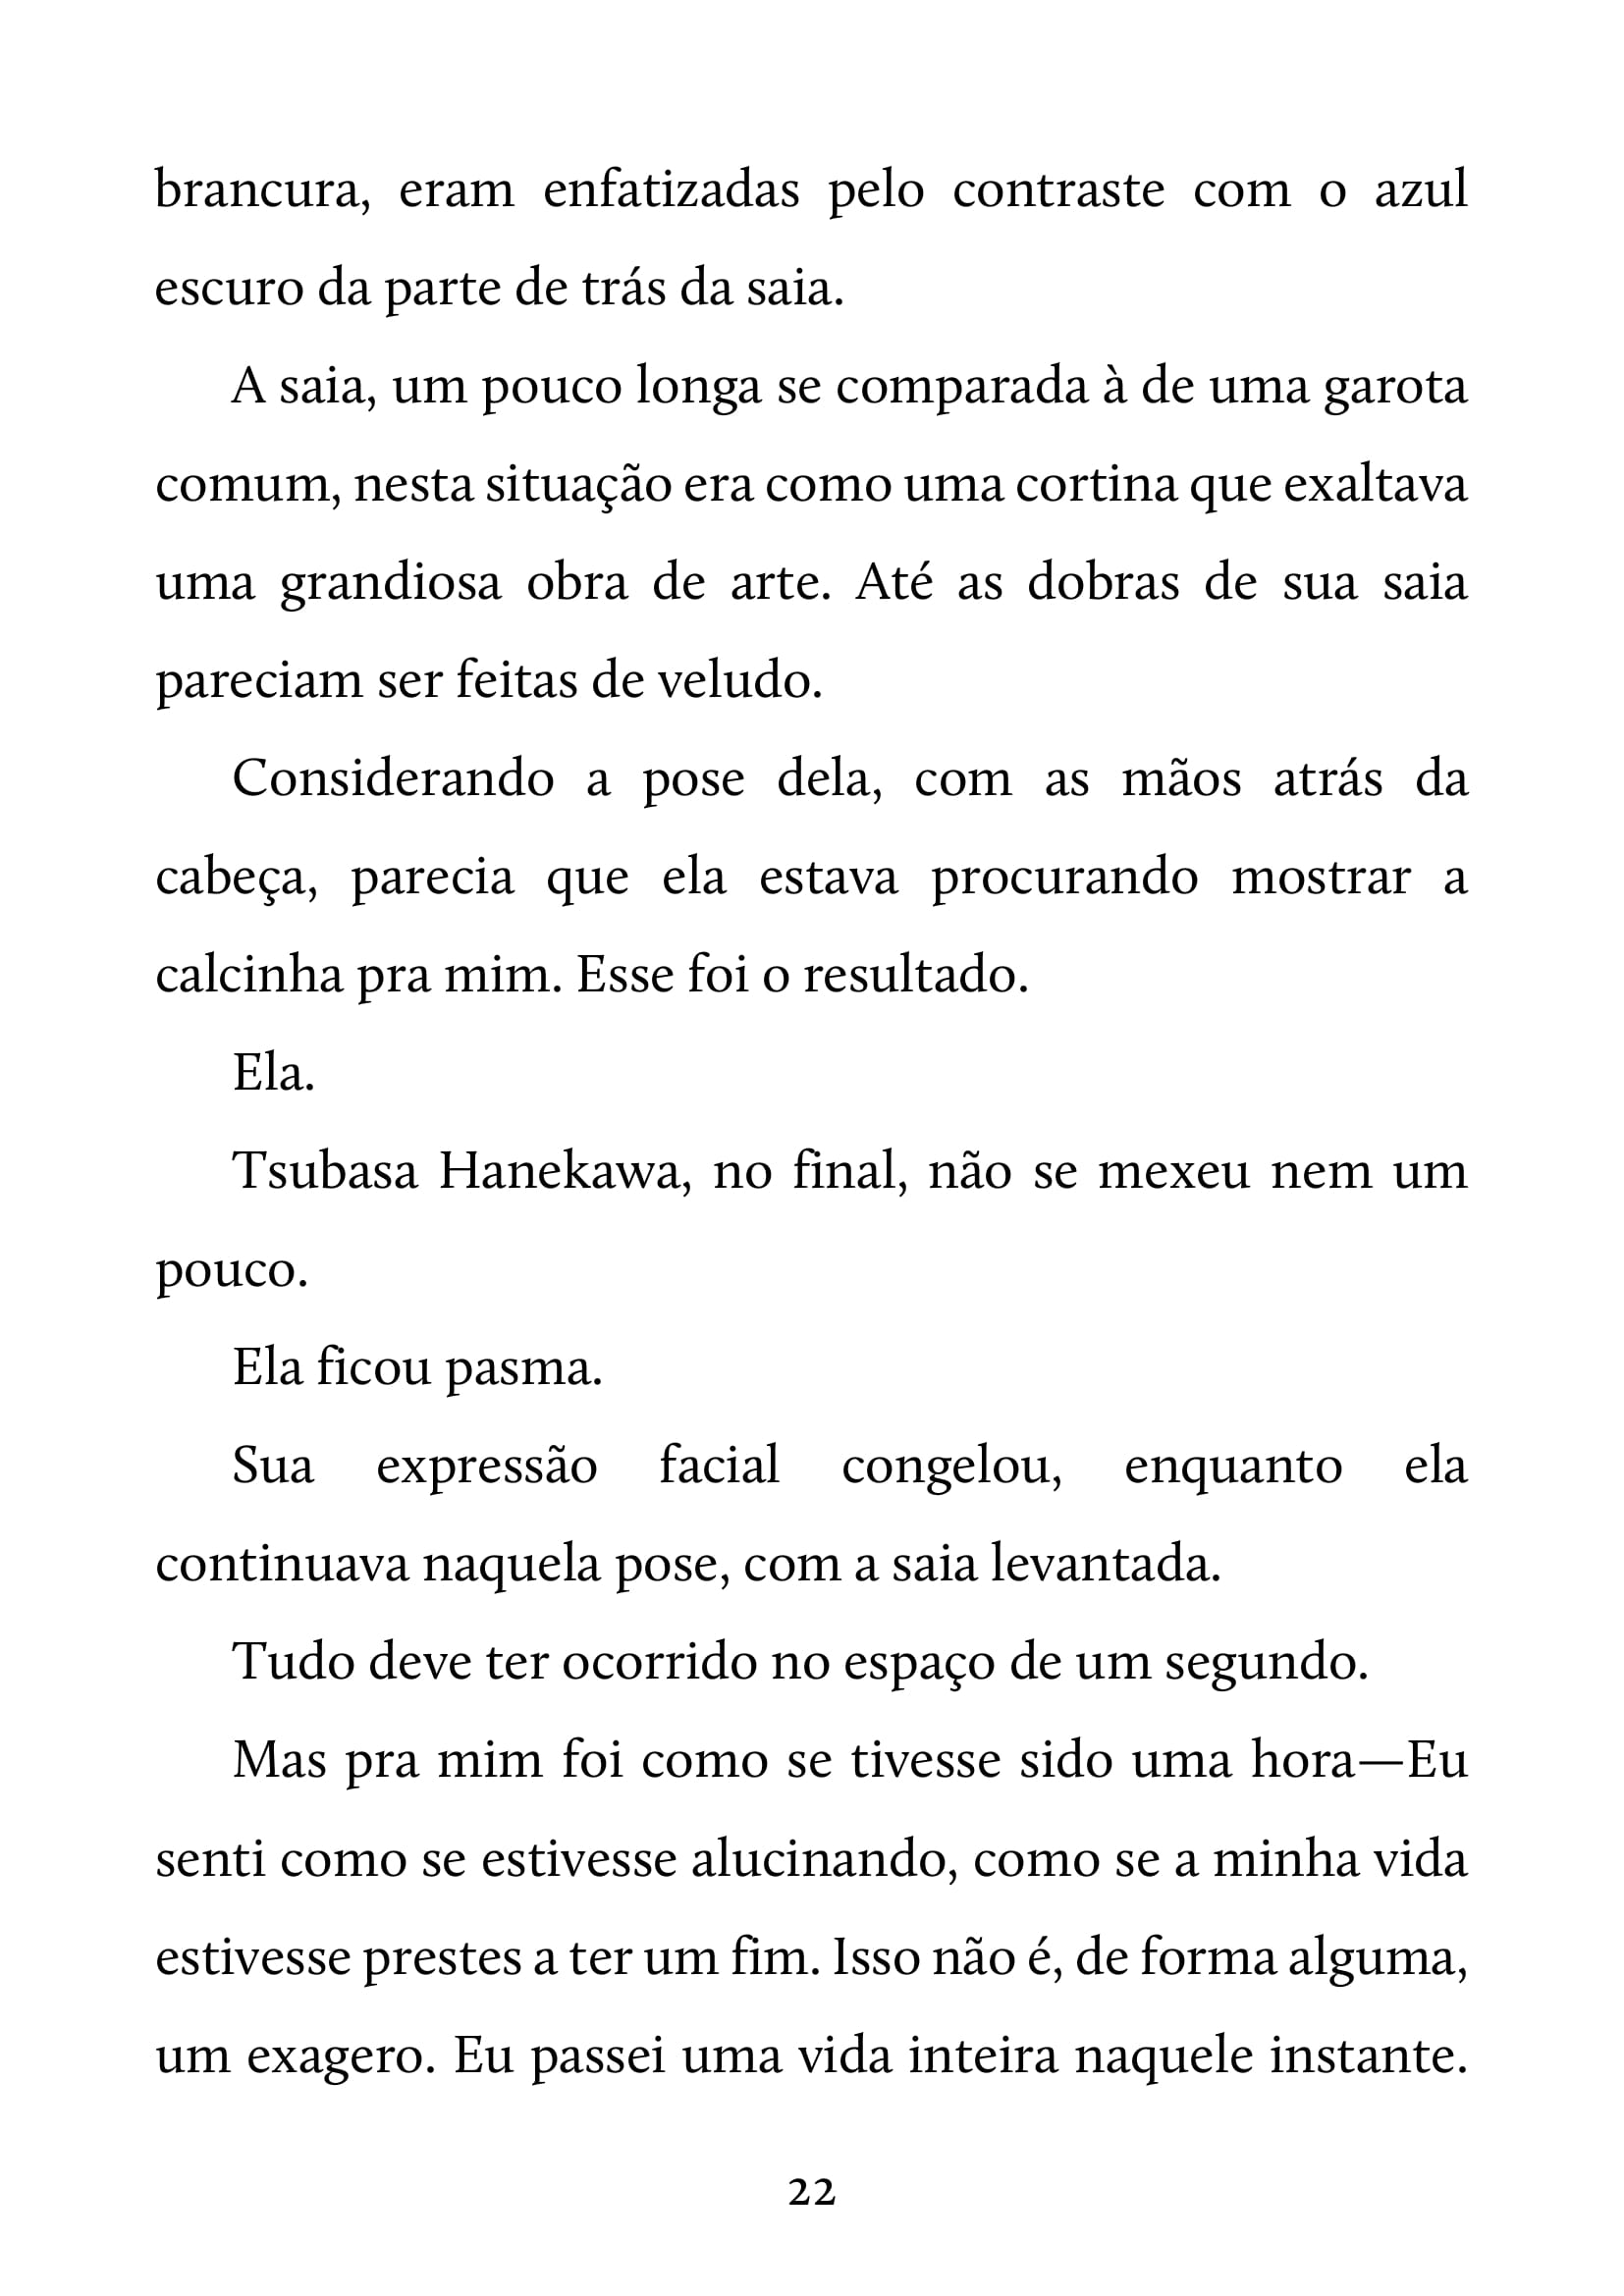 brancura, eram enfatizadas pelo contraste com o azul
escuro da parte de trás da saia.
A saia, um pouco longa se comparada à de uma garota
comum, nesta situação era como uma cortina que exaltava
uma grandiosa obra de arte. Até as dobras de sua saia
pareciam ser feitas de veludo.
Considerando a pose dela, com as mãos atrás da
cabeça, parecia que ela estava procurando mostrar a
calcinha pra mim. Esse foi o resultado.
Ela.
Tsubasa Hanekawa, no final, não se mexeu nem um
pouco.
Ela ficou pasma.
Sua expressão facial congelou, enquanto ela
continuava naquela pose, com a saia levantada.
Tudo deve ter ocorrido no espaço de um segundo.
Mas pra mim foi como se tivesse sido uma hora—Eu
senti como se estivesse alucinando, como se a minha vida
estivesse prestes a ter um fim. Isso não é, de forma alguma,
um exagero. Eu passei uma vida inteira naquele instante.
22